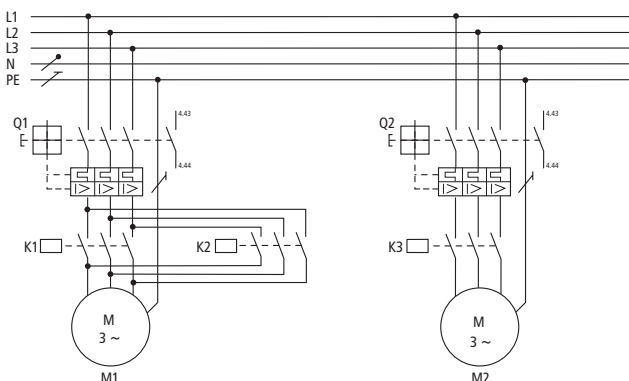 L1
L2
L3
N
PE
Q1
4.43
Q2
4.43
4.44
4.44
I> I> I>
I> I> I>
K1
K2
K3
M
3 ~
M
3 ~
M1
M2